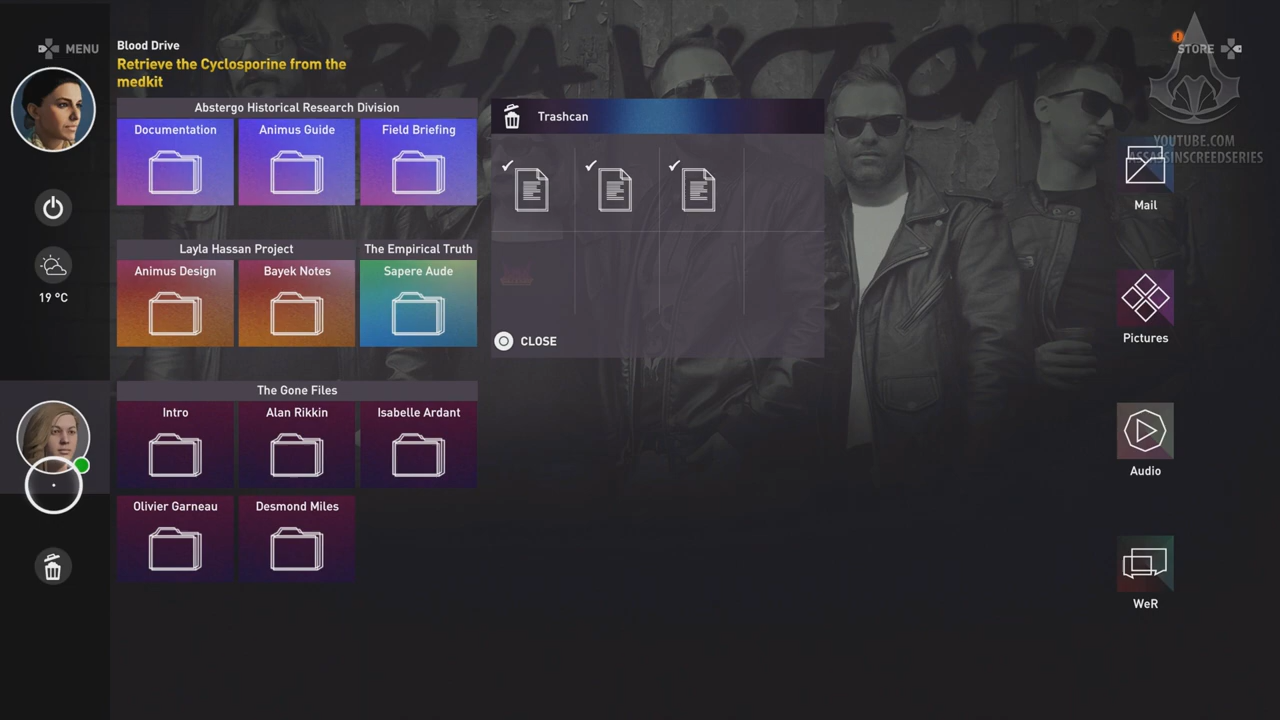 MENU
Blood Drive
Retrieve the Cyclosporine from the
medkit
STORE
YOUTUBE.COM
ASSASSINSCREEDSERIES
Abstergo Historical Research Division
Documentation
Animus Guide
Field Briefing
Trashcan
Mail
Layla Hassan Project
The Empirical Truth
Animus Design
Bayek Notes
Sapere Aude
19 °C
Pictures
CLOSE
The Gone Files
Intro
Alan Rikkin
Isabelle Ardant
Audio
Olivier Garneau
Desmond Miles
WeR